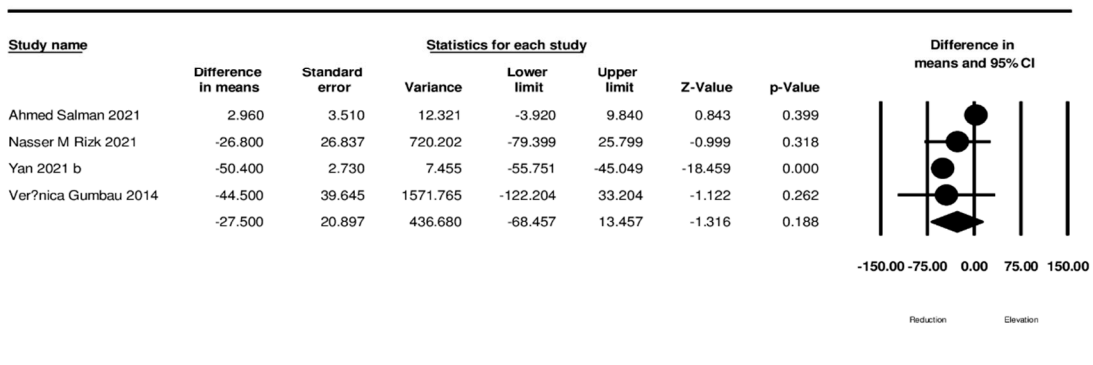 Study name Statistics for each study Difference in means and 95% CI
Difference in means Standard error Variance Lower limit Upper limit Z-Value p-Value
Ahmed Salman 2021 2.960 3.510 12.321 -3.920 9.840 0.843 0.399
Nasser M Rizk 2021 -26.800 26.837 720.202 -79.399 25.799 -0.999 0.318
Yan 2021 b -50.400 2.730 7.455 -55.751 -45.049 -18.459 0.000
Ver?nica Gumbau 2014 -44.500 39.645 1571.765 -122.204 33.204 -1.122 0.262
-27.500 20.897 436.680 -68.457 13.457 -1.316 0.188
-150.00 -75.00 0.00 75.00 150.00
Reduction Elevation